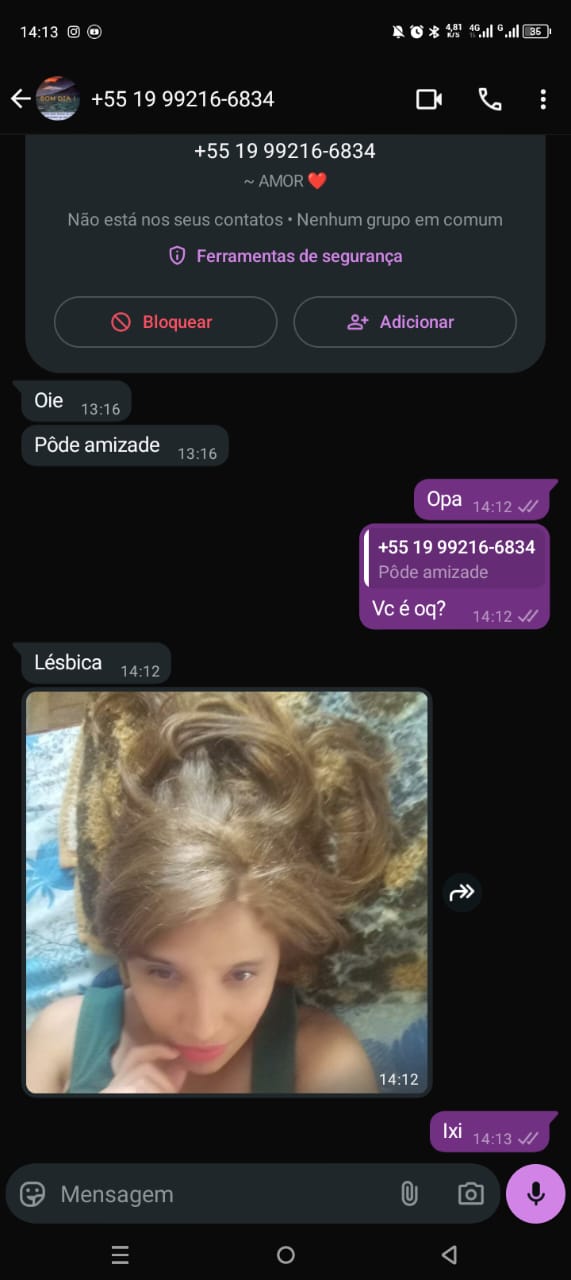 14:13
4,81 K/S 4G G 35
BOM DIA!
+55 19 99216-6834
+55 19 99216-6834
~ AMOR ❤️
Não está nos seus contatos • Nenhum grupo em comum
Ferramentas de segurança
Bloquear
Adicionar
Oie 13:16
Pôde amizade 13:16
Opa 14:12
+55 19 99216-6834
Pôde amizade
Vc é oq? 14:12
Lésbica 14:12
14:12
Ixi 14:13
Mensagem